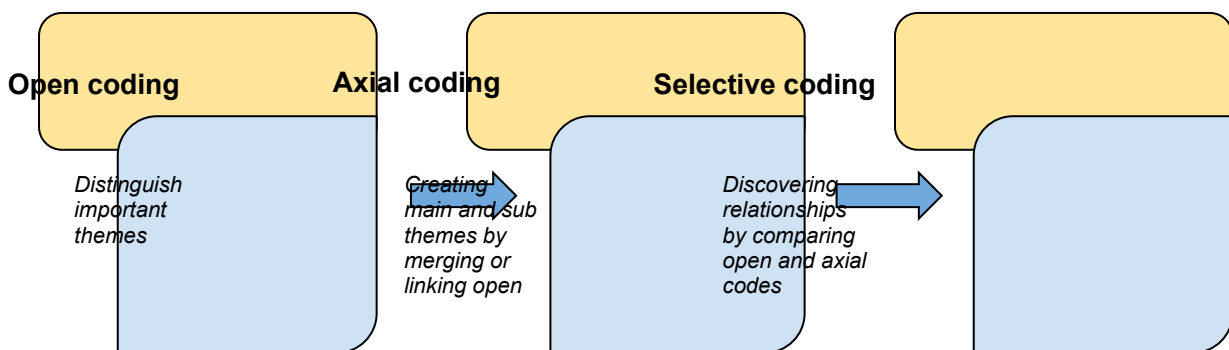 Open coding
Axial coding
Selective coding
Distinguish
important
themes
Creating
main and sub
themes by
merging or
linking open
Discovering
relationships
by comparing
open and axial
codes